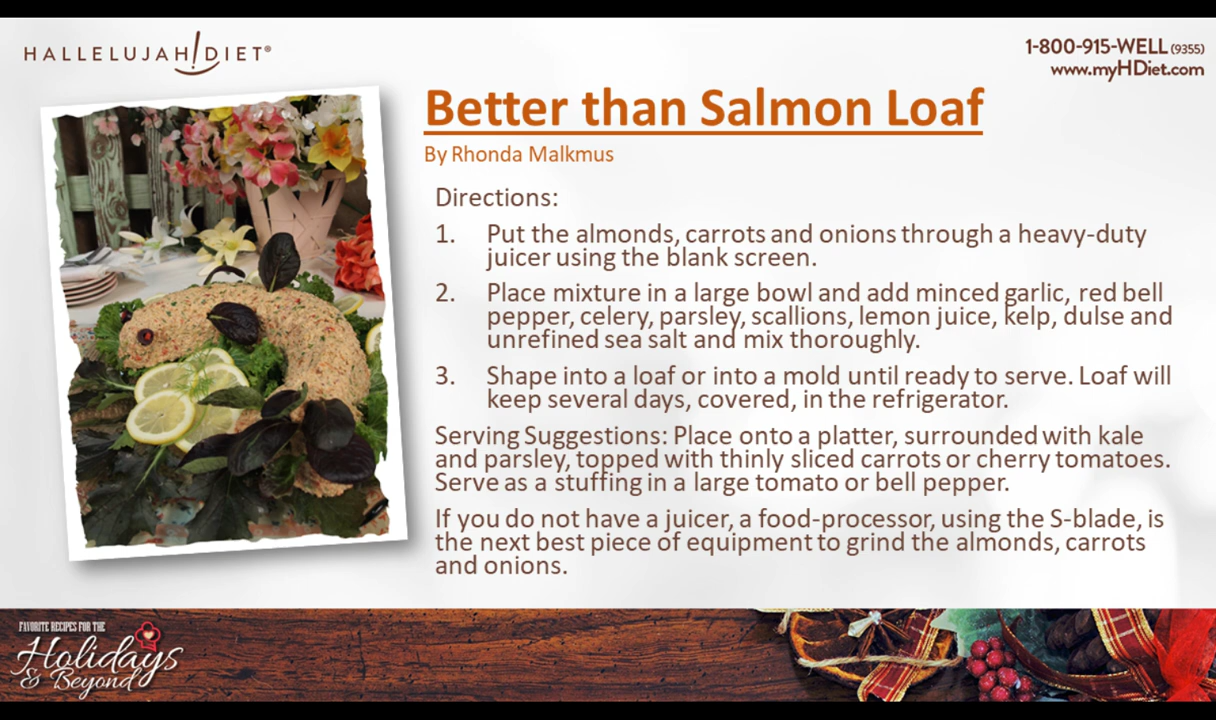 HALLELUJAH!DIET®
1-800-915-WELL (9355)
www.myHDiet.com
Better than Salmon Loaf
By Rhonda Malkmus
Directions:
1. Put the almonds, carrots and onions through a heavy-duty
juicer using the blank screen.
2. Place mixture in a large bowl and add minced garlic, red bell
pepper, celery, parsley, scallions, lemon juice, kelp, dulse and
unrefined sea salt and mix thoroughly.
3. Shape into a loaf or into a mold until ready to serve. Loaf will
keep several days, covered, in the refrigerator.
Serving Suggestions: Place onto a platter, surrounded with kale
and parsley, topped with thinly sliced carrots or cherry tomatoes.
Serve as a stuffing in a large tomato or bell pepper.
If you do not have a juicer, a food-processor, using the S-blade, is
the next best piece of equipment to grind the almonds, carrots
and onions.
FAVORITE RECIPES FOR THE
Holidays
& Beyond